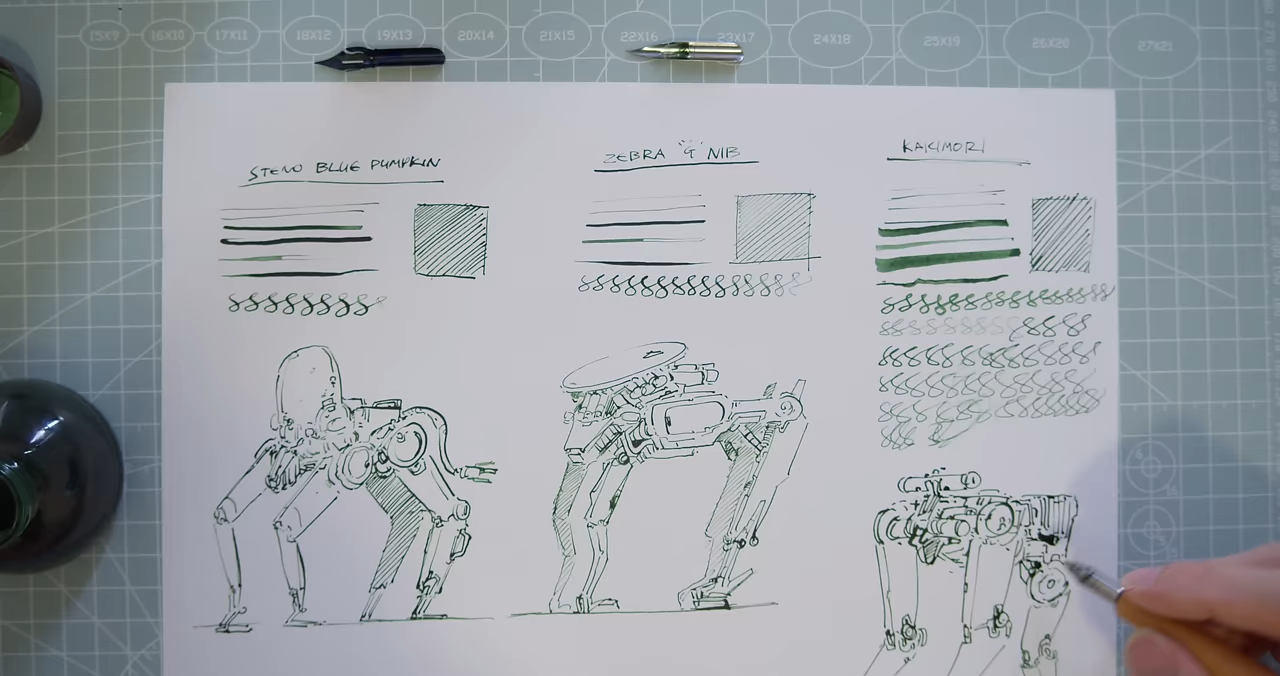 15X9 16X10 17X11 18X12 19X13 20X14 21X15 22X16 23X17 24X18 25X19 26X20 27X21
STENO BLUE PUMPKIN
ZEBRA "G" NIB
KAKIMORI